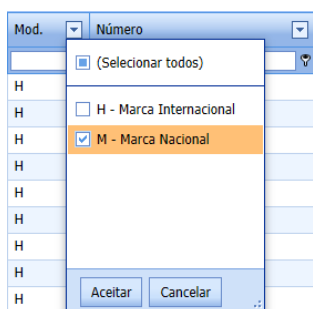 Mod. Número
(Selecionar todos)
H
H - Marca Internacional
H
M - Marca Nacional
H
H
H
H
H
H
Aceitar Cancelar
H